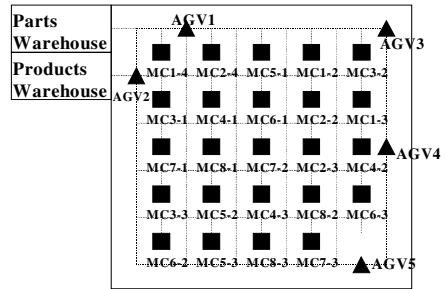 Parts
Warehouse
Products
Warehouse
AGV1
AGV3
MC1-4 MC2-4 MC5-1 MC1-2 MC3-2
AGV2
MC3-1 MC4-1 MC6-1 MC2-2 MC1-3
AGV4
MC7-1 MC8-1 MC7-2 MC2-3 MC4-2
MC3-3 MC5-2 MC4-3 MC8-2 MC6-3
MC6-2 MC5-3 MC8-3 MC7-3 AGV5